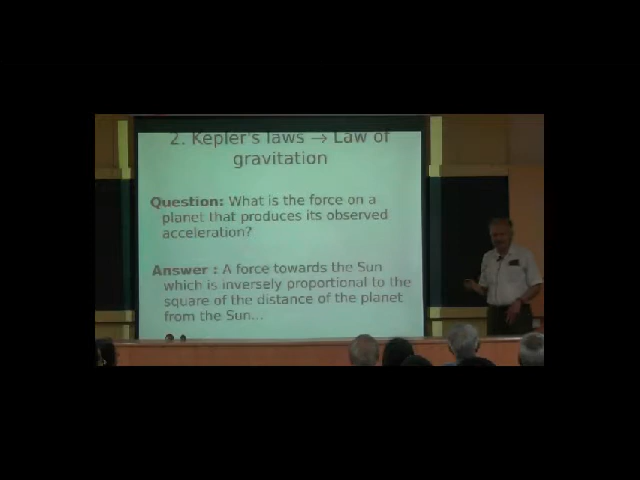 2. Kepler's laws → Law of
gravitation
Question: What is the force on a
planet that produces its observed
acceleration?
Answer : A force towards the Sun
which is inversely proportional to the
square of the distance of the planet
from the Sun...